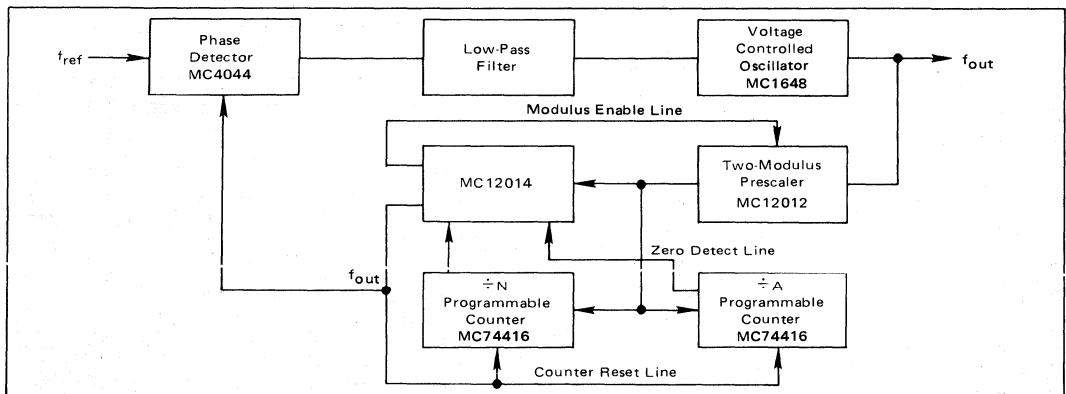 Phase
Detector
MC4044
Low-Pass
Filter
Voltage
Controlled
Oscillator
MC1648
fref
fout
Modulus Enable Line
MC12014
Two-Modulus
Prescaler
MC12012
Zero Detect Line
fout
÷N
Programmable
Counter
MC74416
÷A
Programmable
Counter
MC74416
Counter Reset Line